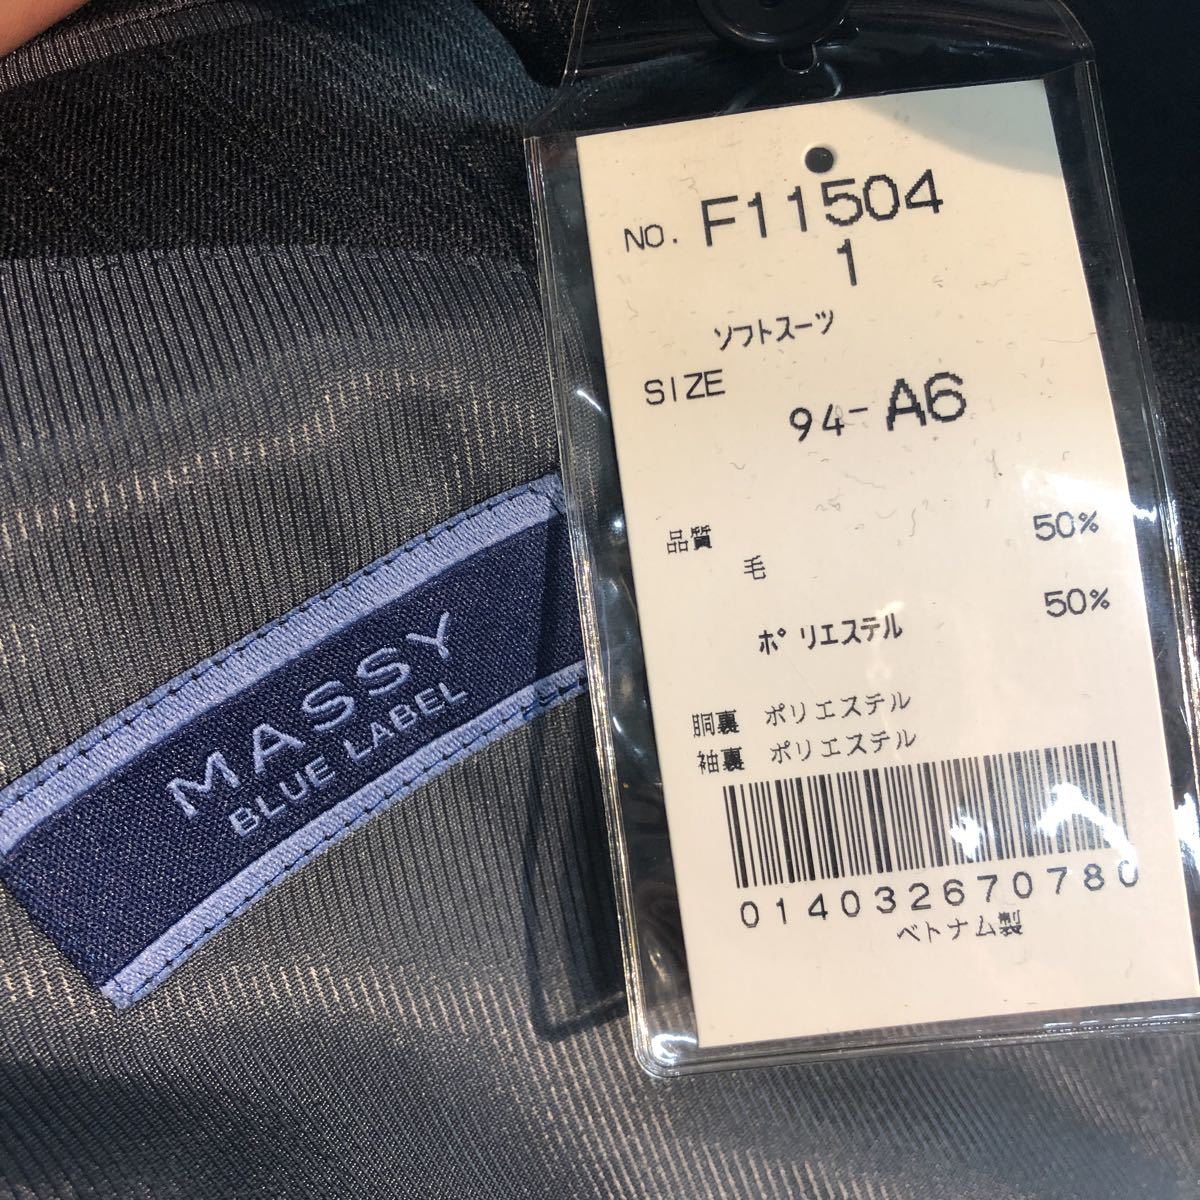 MASSY
BLUE LABEL
NO. F11504
1
ソフトスーツ
SIZE
94-A6
品質
毛 50%
ポリエステル 50%
胴裏 ポリエステル
袖裏 ポリエステル
014032670780
ベトナム製